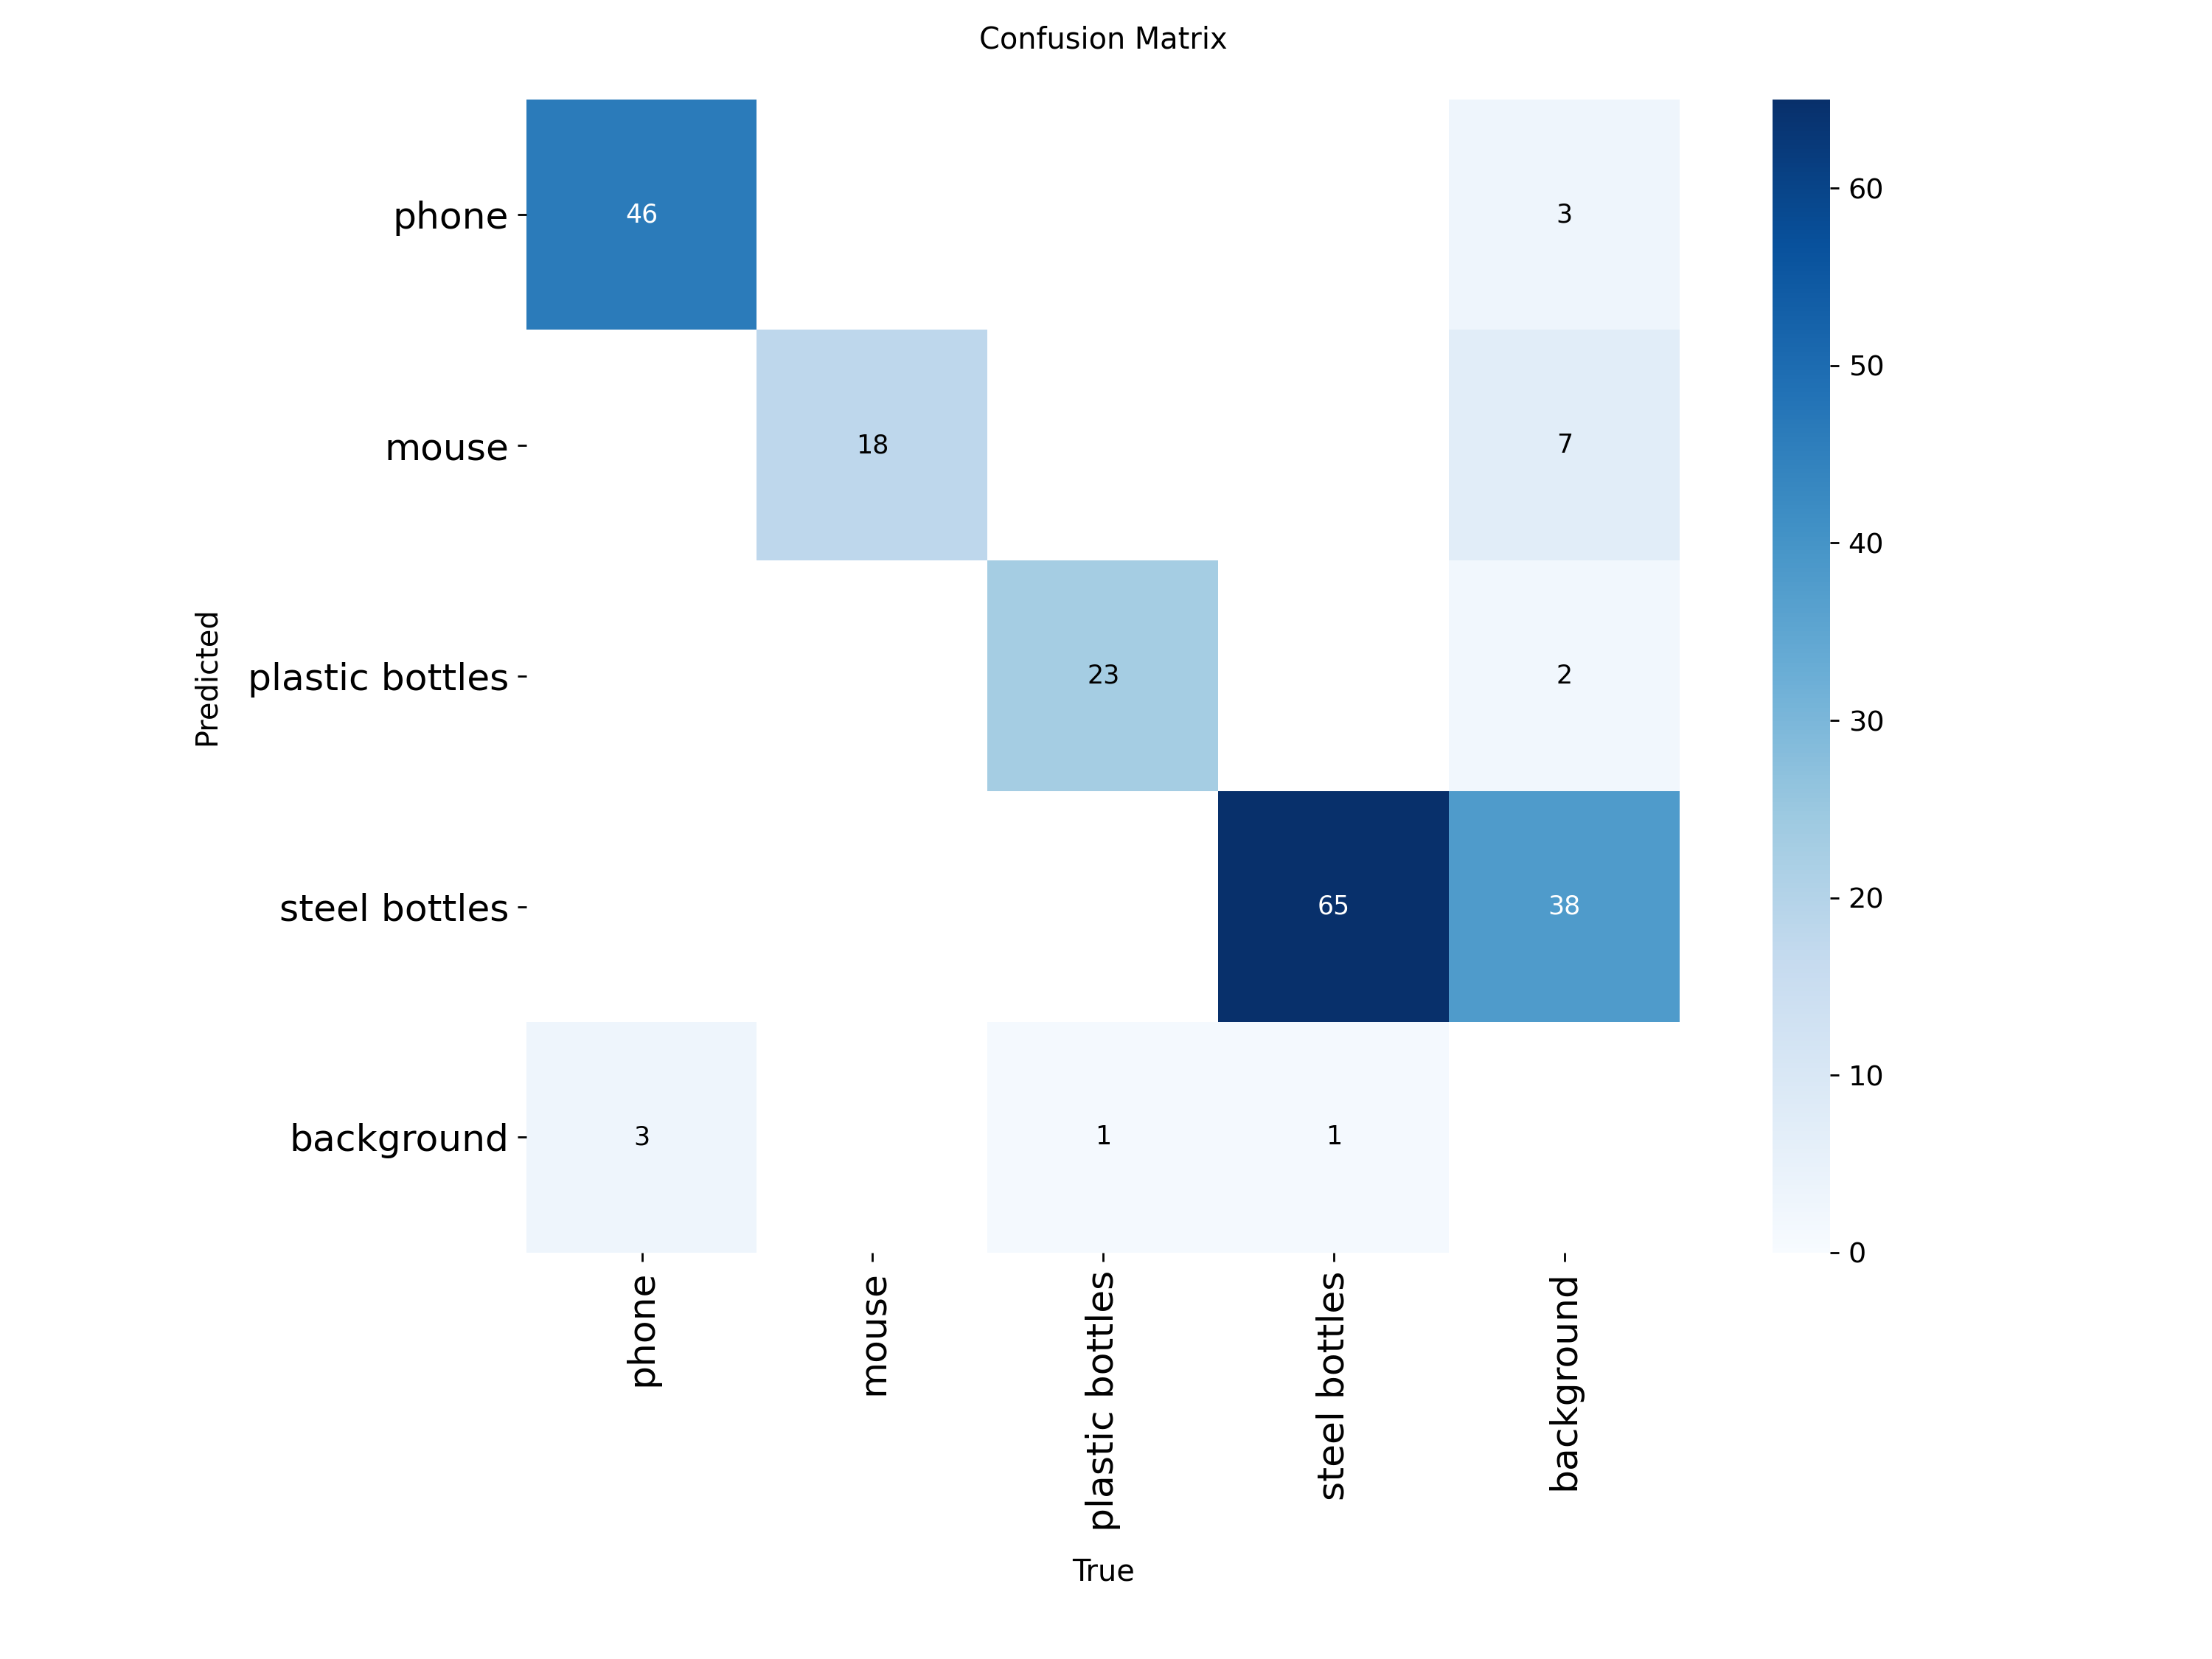 Confusion Matrix
phone
46
3
60
50
mouse
18
7
40
Predicted
plastic bottles
23
2
30
steel bottles
65
38
20
10
background
3
1
1
0
phone
mouse
plastic bottles
steel bottles
background
True